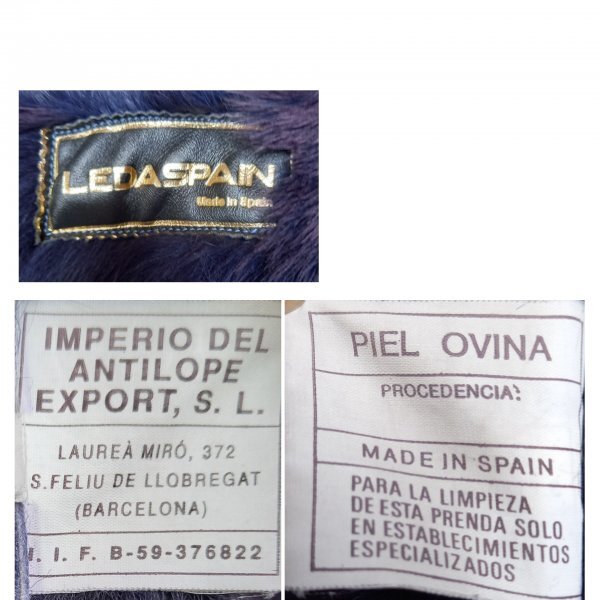 LEDASPAIN
Made in Spain
IMPERIO DEL
ANTILOPE
EXPORT, S. L.
LAUREÀ MIRÓ, 372
S.FELIU DE LLOBREGAT
(BARCELONA)
I. I. F. B-59-376822
PIEL OVINA
PROCEDENCIA:
MADE IN SPAIN
PARA LA LIMPIEZA
DE ESTA PRENDA SOLO
EN ESTABLECIMIENTOS
ESPECIALIZADOS